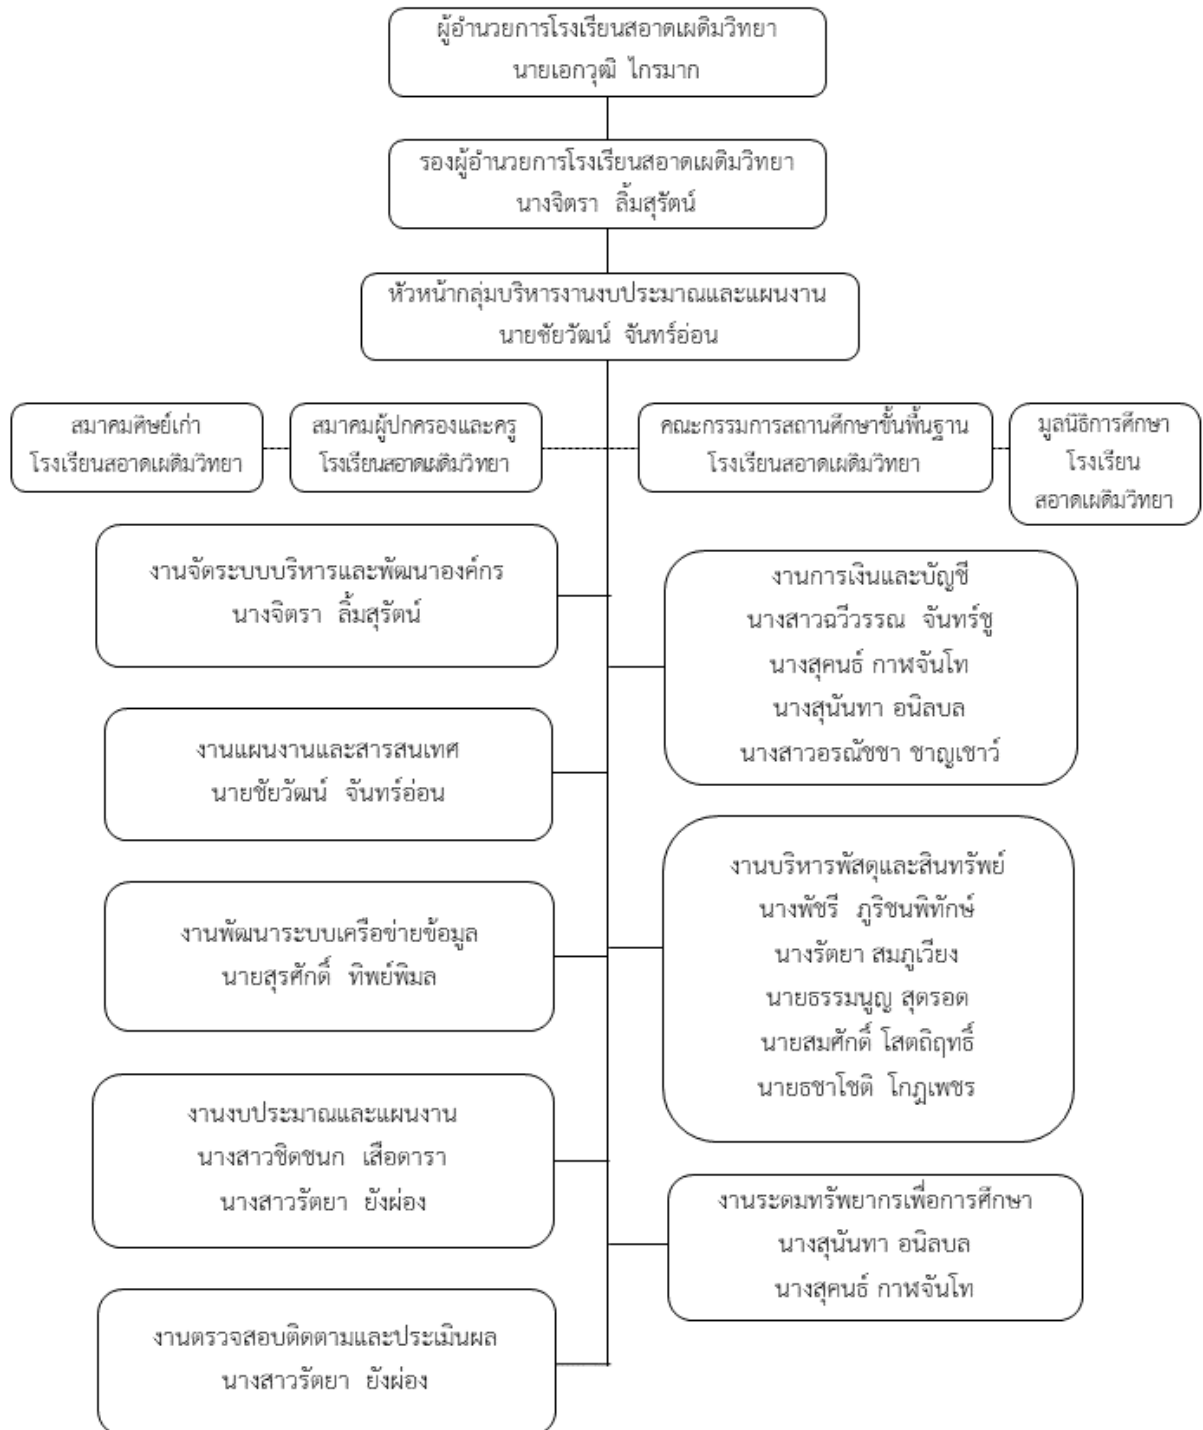 ผู้อำนวยการโรงเรียนสอาดเผดิมวิทยา
นายเอกวุฒิ ไกรมาก
รองผู้อำนวยการโรงเรียนสอาดเผดิมวิทยา
นางจิตรา ลิ้มสุรัตน์
หัวหน้ากลุ่มบริหารงานงบประมาณและแผนงาน
นายชัยวัฒน์ จันทร์อ่อน
สมาคมศิษย์เก่า
โรงเรียนสอาดเผดิมวิทยา
สมาคมผู้ปกครองและครู
โรงเรียนสอาดเผดิมวิทยา
คณะกรรมการสถานศึกษาขั้นพื้นฐาน
โรงเรียนสอาดเผดิมวิทยา
มูลนิธิการศึกษา
โรงเรียน
สอาดเผดิมวิทยา
งานจัดระบบบริหารและพัฒนาองค์กร
นางจิตรา ลิ้มสุรัตน์
งานการเงินและบัญชี
นางสาวฉวีวรรณ จันทร์ชู
นางสุคนธ์ กาฬจันโท
นางสุนันทา อนิลบล
นางสาวอรณัชชา ชาญเชาว์
งานแผนงานและสารสนเทศ
นายชัยวัฒน์ จันทร์อ่อน
งานบริหารพัสดุและสินทรัพย์
นางพัชรี ภูริชนพิทักษ์
นางรัตยา สมภูเวียง
นายธรรมนูญ สุดรอด
นายสมศักดิ์ โสตถิฤทธิ์
นายธชาโชติ โกฎเพชร
งานพัฒนาระบบเครือข่ายข้อมูล
นายสุรศักดิ์ ทิพย์พิมล
งานงบประมาณและแผนงาน
นางสาวชิดชนก เสือดารา
นางสาวรัตยา ยังผ่อง
งานระดมทรัพยากรเพื่อการศึกษา
นางสุนันทา อนิลบล
นางสุคนธ์ กาฬจันโท
งานตรวจสอบติดตามและประเมินผล
นางสาวรัตยา ยังผ่อง